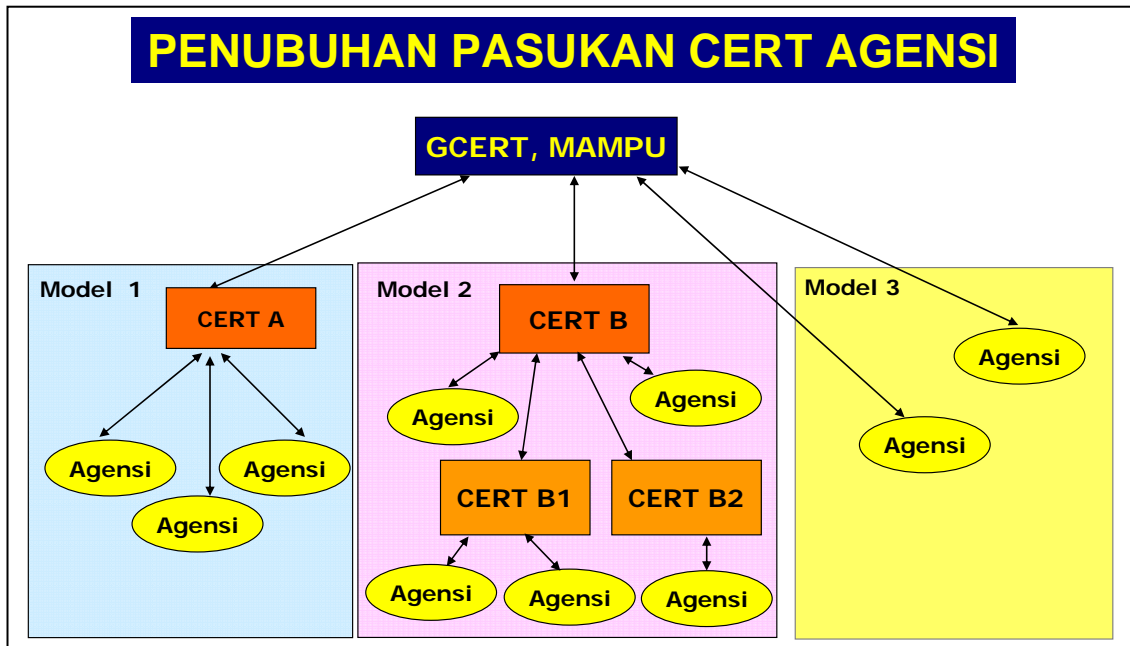 PENUBUHAN PASUKAN CERT AGENSI
GCERT, MAMPU
Model 1
CERT A
Agensi
Agensi
Agensi
Model 2
CERT B
Agensi
Agensi
CERT B1
CERT B2
Agensi
Agensi
Agensi
Model 3
Agensi
Agensi